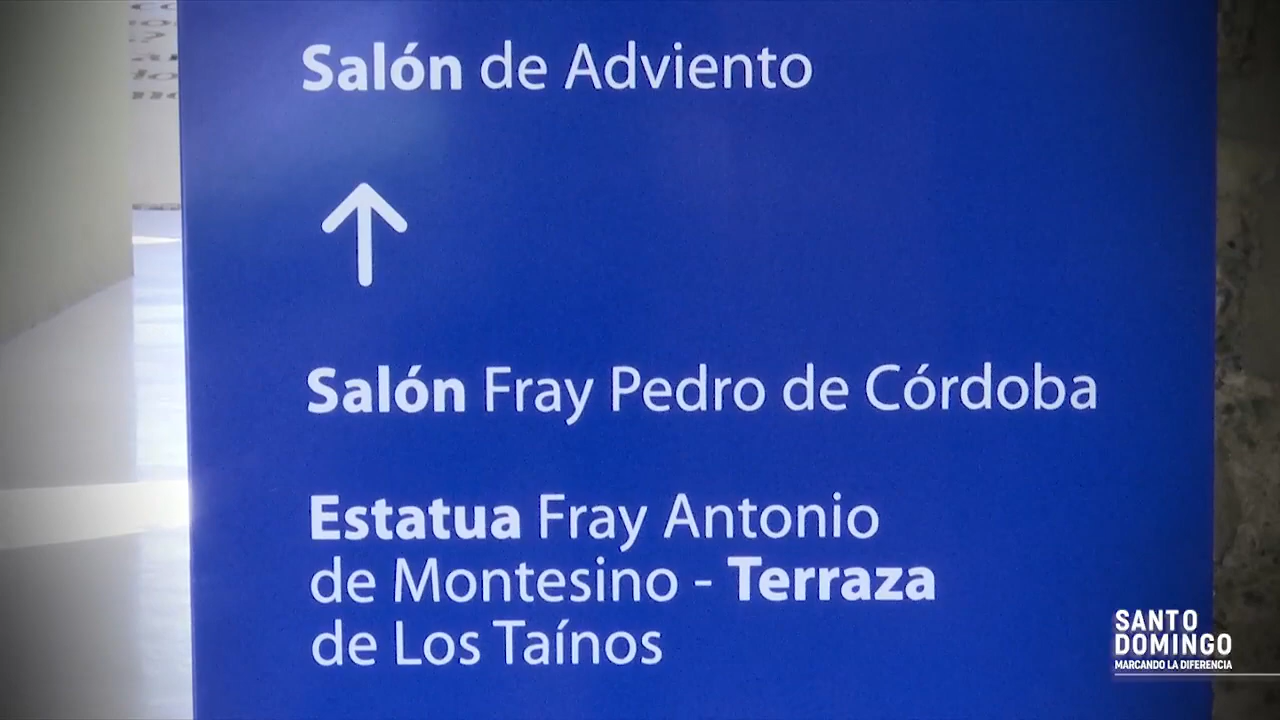 Salón de Adviento
Salón Fray Pedro de Córdoba
Estatua Fray Antonio
de Montesino - Terraza
de Los Taínos
SANTO
DOMINGO
MARCANDO LA DIFERENCIA